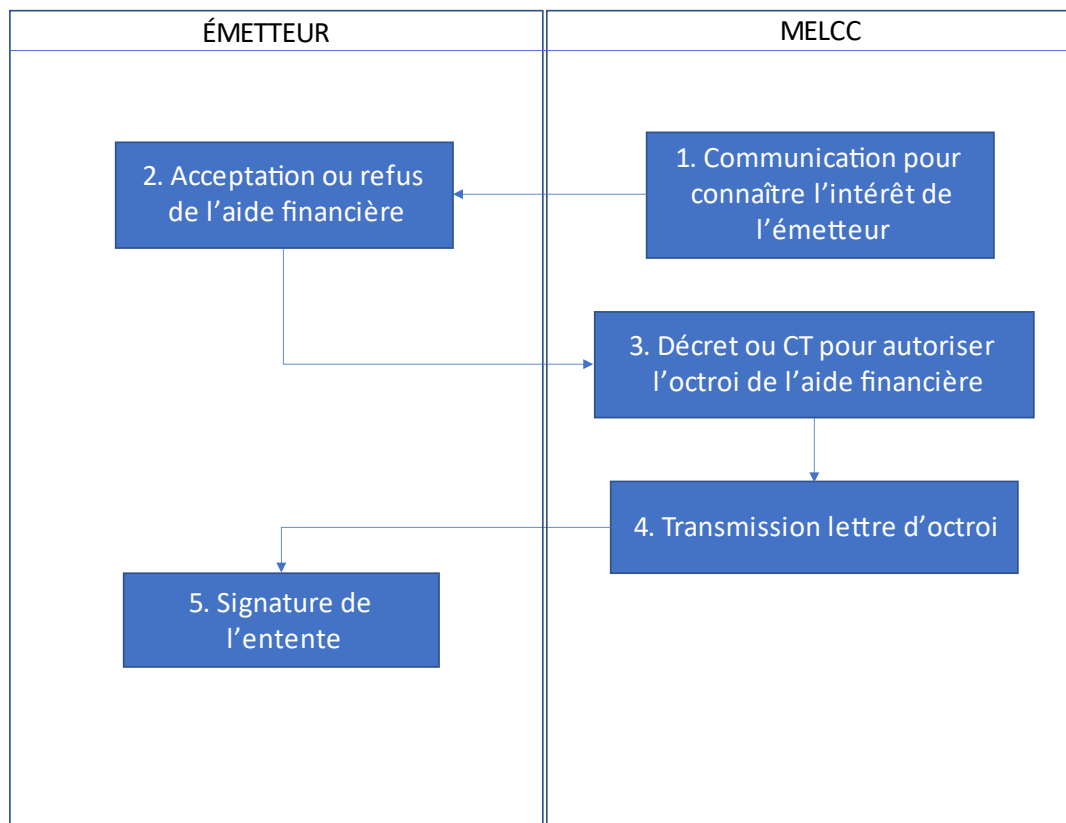 ÉMETTEUR
MELCC
1. Communication pour
connaître l’intérêt de
l’émetteur
2. Acceptation ou refus
de l’aide financière
3. Décret ou CT pour autoriser
l’octroi de l’aide financière
4. Transmission lettre d’octroi
5. Signature de
l’entente